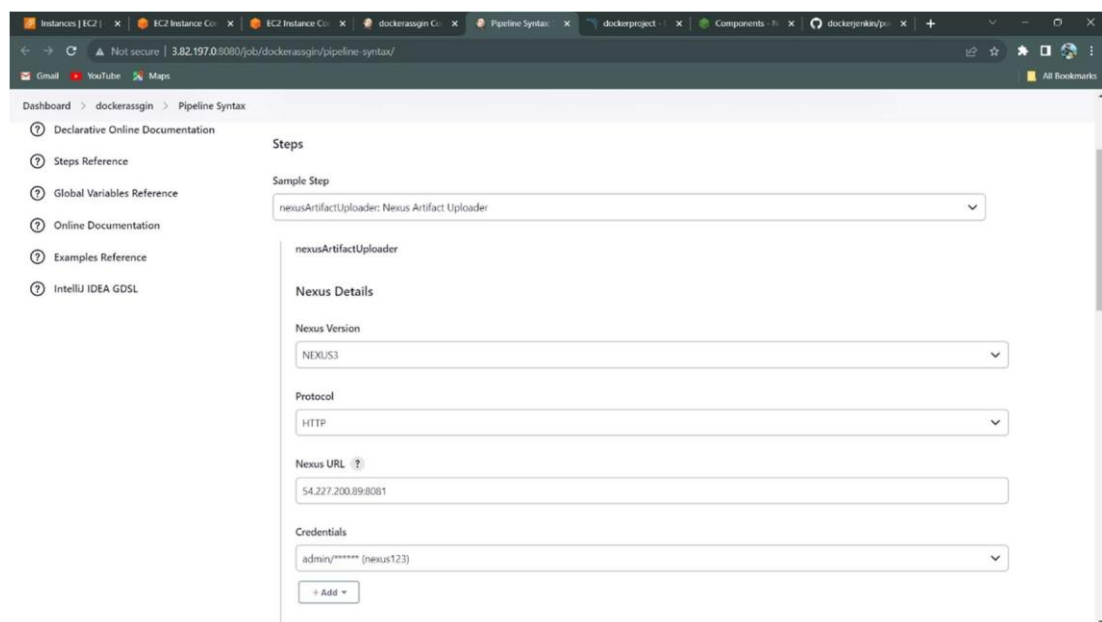 Instances | EC2 |
EC2 Instance Co
EC2 Instance Co
dockerassgin Co
Pipeline Syntax:
dockerproject -
Components - N
dockerjenkin/po
Not secure | 3.82.197.0:8080/job/dockerassgin/pipeline-syntax/
Gmail YouTube Maps All Bookmarks
Dashboard > dockerassgin > Pipeline Syntax
Declarative Online Documentation
Steps Reference
Global Variables Reference
Online Documentation
Examples Reference
IntelliJ IDEA GDSL
Steps
Sample Step
nexusArtifactUploader: Nexus Artifact Uploader
nexusArtifactUploader
Nexus Details
Nexus Version
NEXUS3
Protocol
HTTP
Nexus URL ?
54.227.200.89:8081
Credentials
admin/****** (nexus123)
+ Add